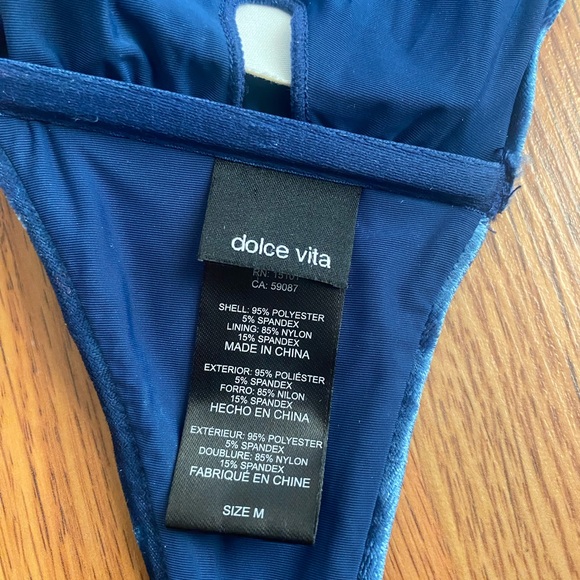 dolce vita
CA: 59087
SHELL: 95% POLYESTER
5% SPANDEX
LINING: 85% NYLON
15% SPANDEX
MADE IN CHINA
EXTERIOR: 95% POLIÉSTER
5% SPANDEX
FORRO: 85% NILON
15% SPANDEX
HECHO EN CHINA
EXTÉRIEUR: 95% POLYESTER
5% SPANDEX
DOUBLURE: 85% NYLON
15% SPANDEX
FABRIQUÉ EN CHINE
SIZE M